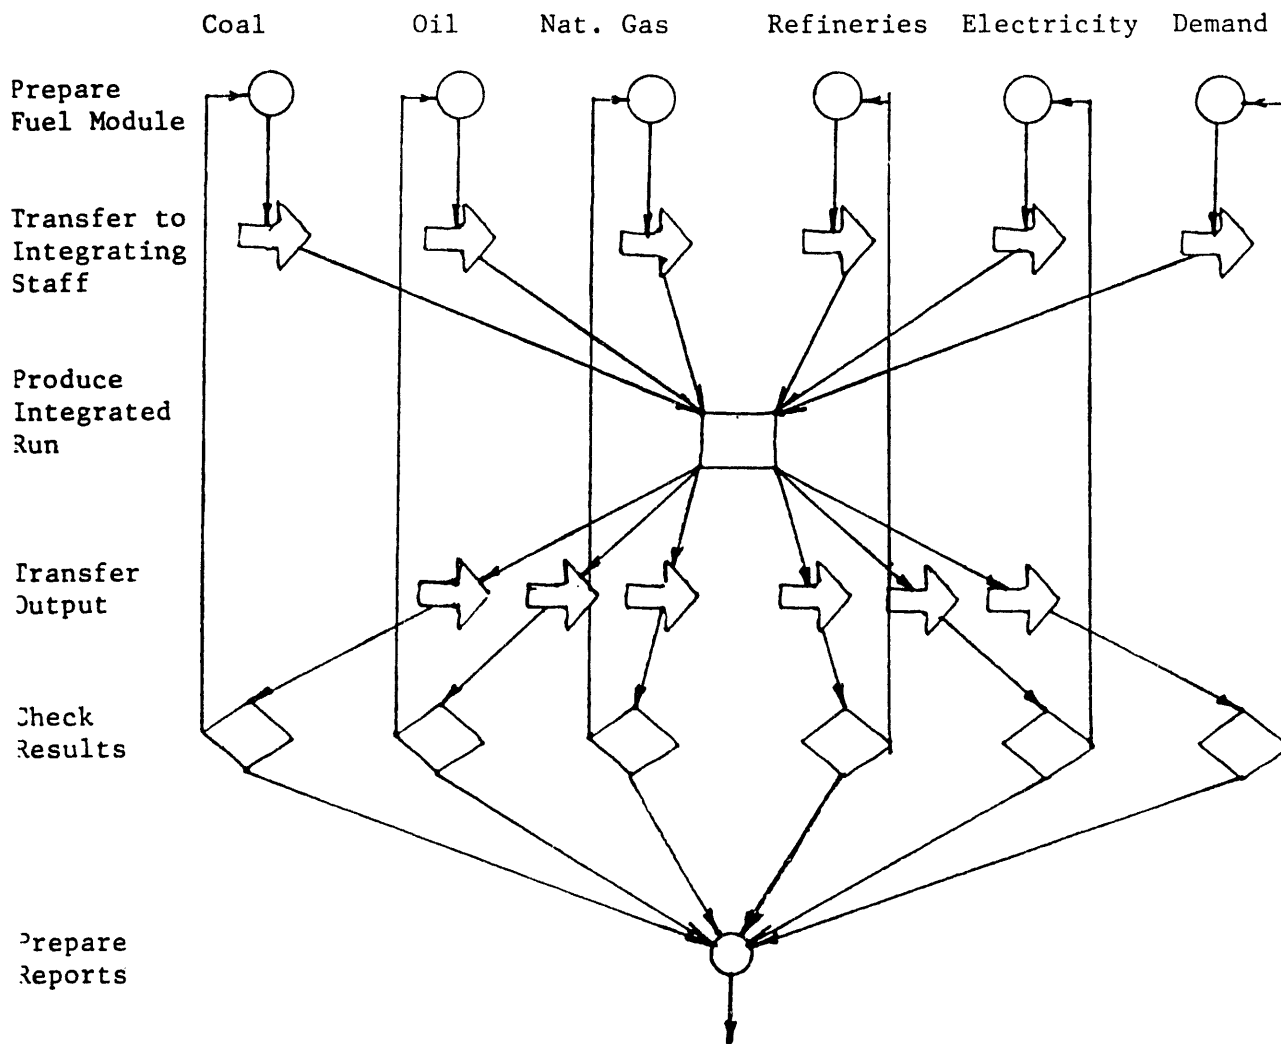 Coal Oil Nat. Gas Refineries Electricity Demand
Prepare
Fuel Module
Transfer to
Integrating
Staff
Produce
Integrated
Run
Transfer
Output
Check
Results
Prepare
Reports